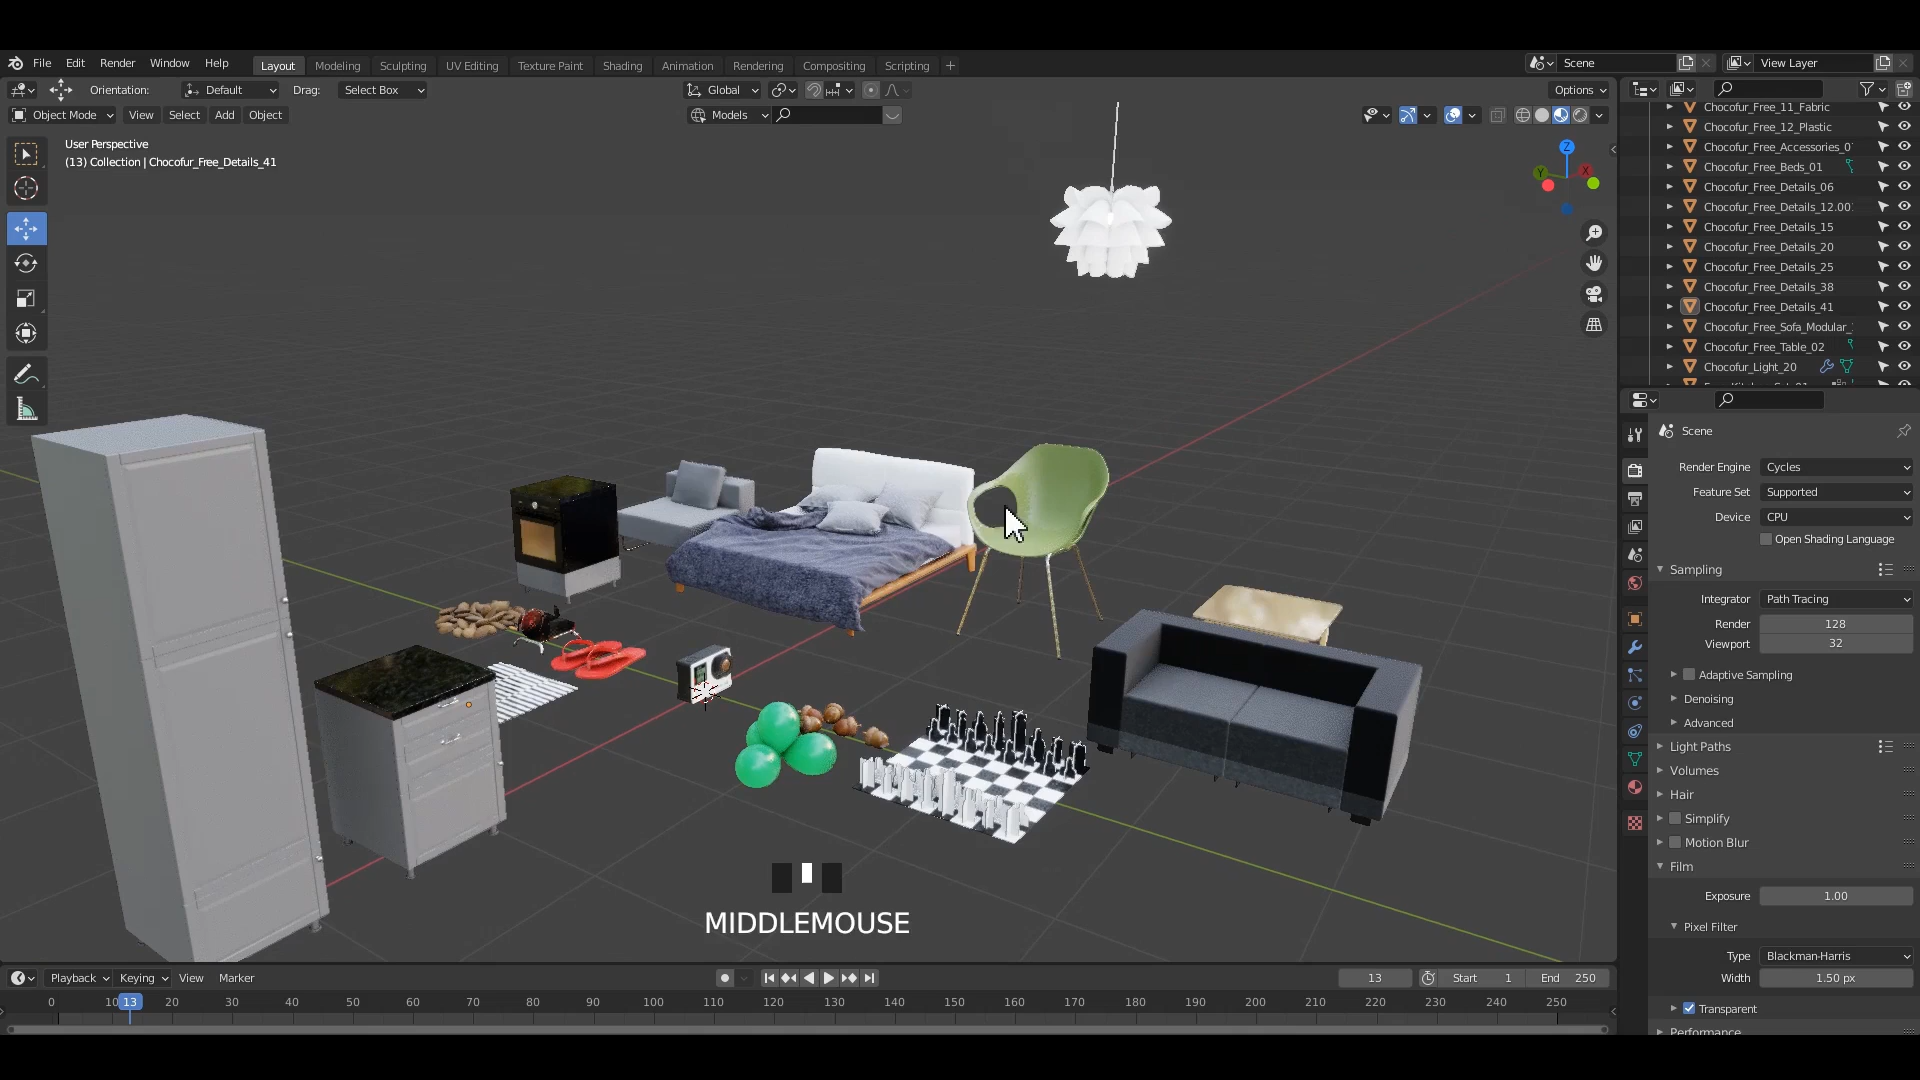 File Edit Render Window Help Layout Modeling Sculpting UV Editing Texture Paint Shading Animation Rendering Compositing Scripting + Scene View Layer
Orientation: Default Drag: Select Box Global Options
Object Mode View Select Add Object Models
User Perspective
(13) Collection | Chocofur_Free_Details_41
Z
Y
X
Chocofur_Free_11_Fabric
Chocofur_Free_12_Plastic
Chocofur_Free_Accessories_0
Chocofur_Free_Beds_01
Chocofur_Free_Details_06
Chocofur_Free_Details_12.00
Chocofur_Free_Details_15
Chocofur_Free_Details_20
Chocofur_Free_Details_25
Chocofur_Free_Details_38
Chocofur_Free_Details_41
Chocofur_Free_Sofa_Modular_
Chocofur_Free_Table_02
Chocofur_Light_20
Scene
Render Engine Cycles
Feature Set Supported
Device CPU
Open Shading Language
Sampling
Integrator Path Tracing
Render 128
Viewport 32
Adaptive Sampling
Denoising
Advanced
Light Paths
Volumes
Hair
Simplify
Motion Blur
Film
Exposure 1.00
Pixel Filter
Type Blackman-Harris
Width 1.50 px
Transparent
Performance
MIDDLEMOUSE
Playback Keying View Marker 13 Start 1 End 250
0 10 13 20 30 40 50 60 70 80 90 100 110 120 130 140 150 160 170 180 190 200 210 220 230 240 250